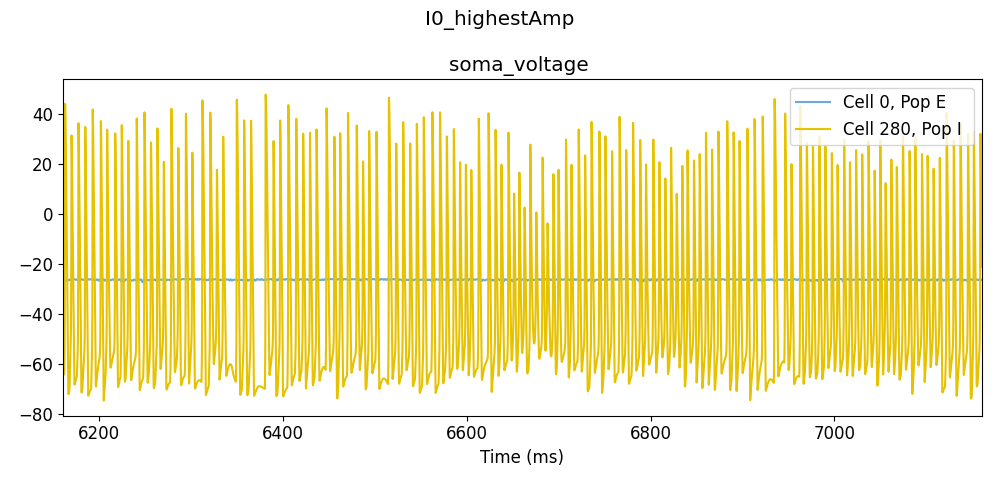 I0_highestAmp
soma_voltage
Cell 0, Pop E
Cell 280, Pop I
40
20
0
−20
−40
−60
−80
6200 6400 6600 6800 7000
Time (ms)